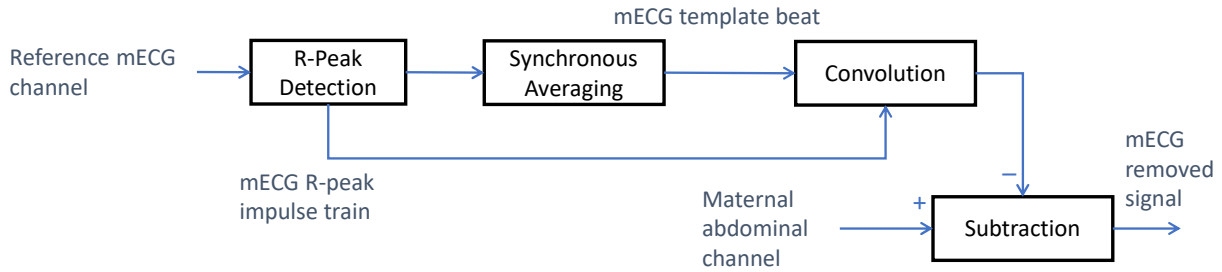 mECG template beat
Reference mECG
channel
R-Peak
Detection
Synchronous
Averaging
Convolution
mECG R-peak
impulse train
Maternal
abdominal
channel
+
−
Subtraction
mECG
removed
signal